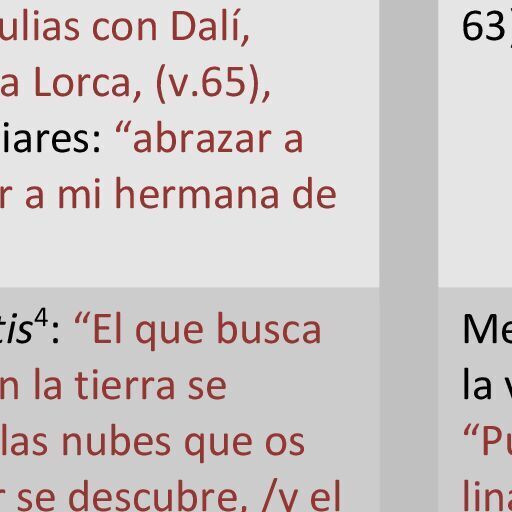 ulias con Dalí,
a Lorca, (v.65),
iares: “abrazar a
r a mi hermana de
tis⁴: “El que busca
n la tierra se
las nubes que os
r se descubre, /y el
63)
Me
la v
“Pu
lina